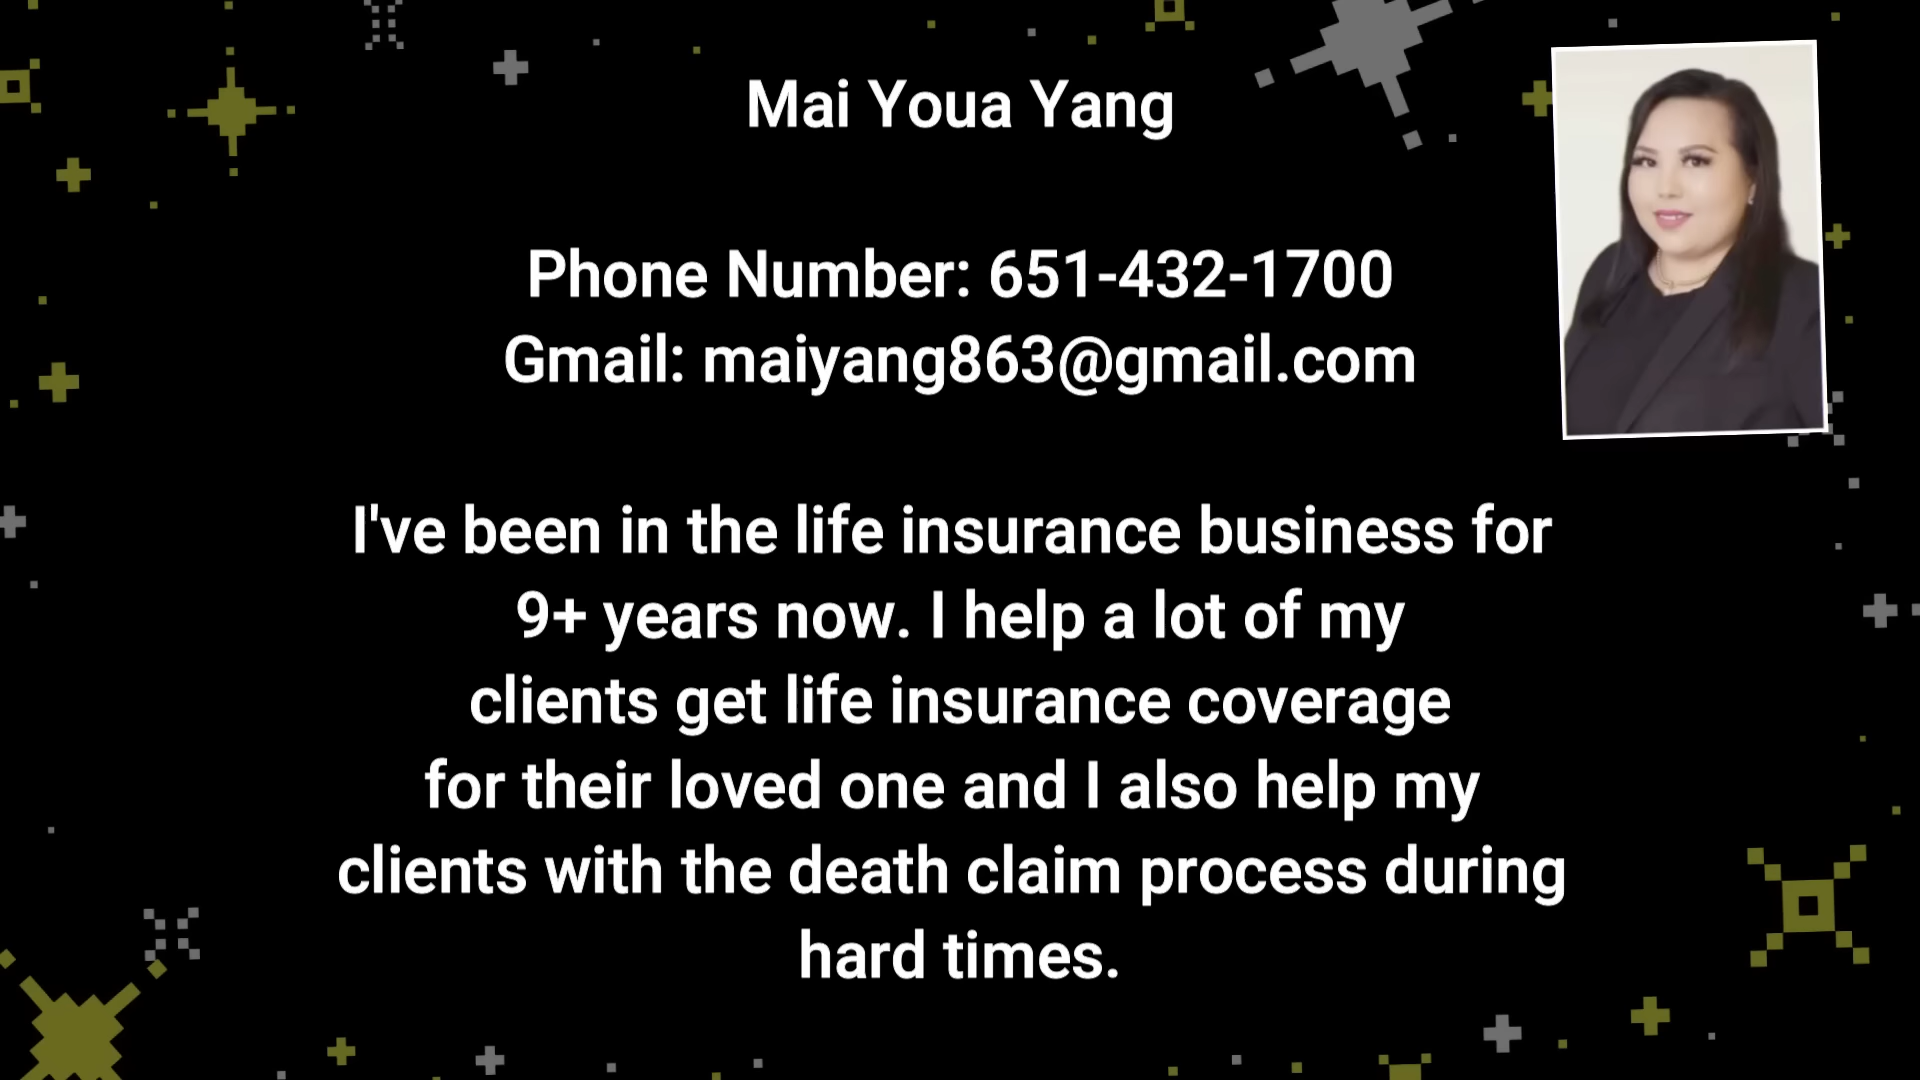 Mai Youa Yang
Phone Number: 651-432-1700
Gmail: maiyang863@gmail.com
I've been in the life insurance business for
9+ years now. I help a lot of my
clients get life insurance coverage
for their loved one and I also help my
clients with the death claim process during
hard times.